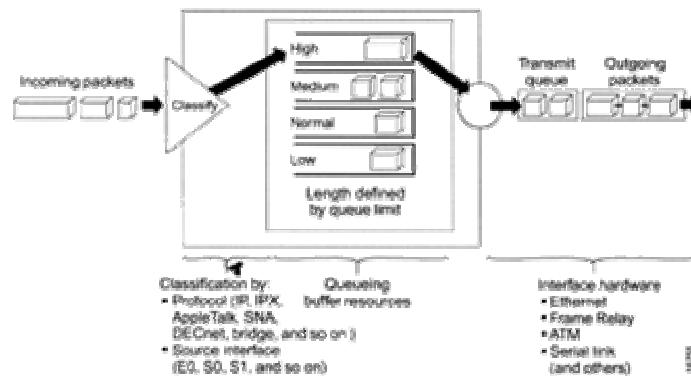 High
Incoming packets
Transmit queue
Outgoing packets
Medium
Classify
Normal
Low
Length defined
by queue limit
Classification by:
• Protocol (IP, IPX,
AppleTalk, SNA,
DECnet, bridge, and so on)
• Source interface
(E0, S0, S1, and so on)
Queueing
buffer resources
Interface hardware
• Ethernet
• Frame Relay
• ATM
• Serial link
(and others)